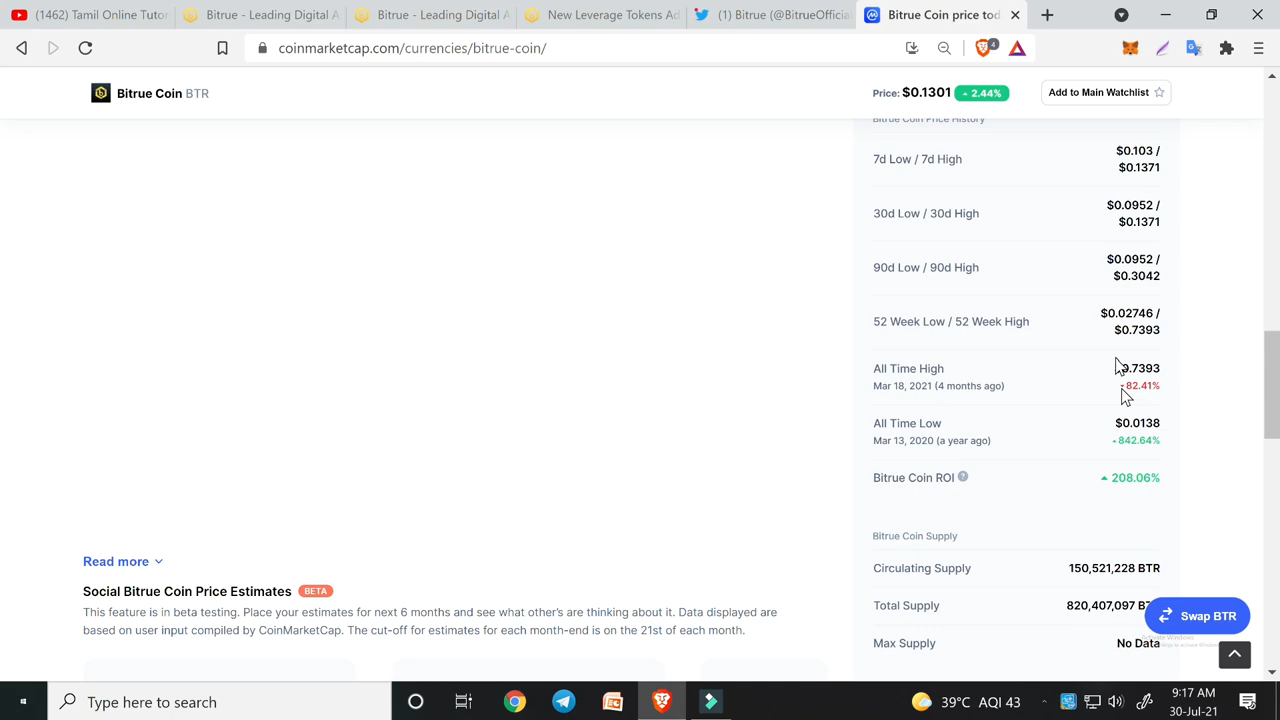 (1462) Tamil Online Tutor
Bitrue - Leading Digital A
Bitrue - Leading Digital A
New Leverage Tokens Ad
(1) Bitrue (@BitrueOfficial
Bitrue Coin price tod
coinmarketcap.com/currencies/bitrue-coin/
4
Bitrue Coin BTR
Price: $0.1301 2.44%
Add to Main Watchlist
Bitrue Coin Price History
7d Low / 7d High
$0.103 /
$0.1371
30d Low / 30d High
$0.0952 /
$0.1371
90d Low / 90d High
$0.0952 /
$0.3042
52 Week Low / 52 Week High
$0.02746 /
$0.7393
All Time High
0.7393
Mar 18, 2021 (4 months ago)
82.41%
All Time Low
$0.0138
Mar 13, 2020 (a year ago)
842.64%
Bitrue Coin ROI
208.06%
Bitrue Coin Supply
Circulating Supply
150,521,228 BTR
Total Supply
820,407,097 B
Max Supply
No Data
Read more
Social Bitrue Coin Price Estimates BETA
This feature is in beta testing. Place your estimates for next 6 months and see what other's are thinking about it. Data displayed are
based on user input compiled by CoinMarketCap. The cut-off for estimates for each month-end is on the 21st of each month.
Swap BTR
Activate Windows
Type here to search
39°C AQI 43
9:17 AM
30-Jul-21